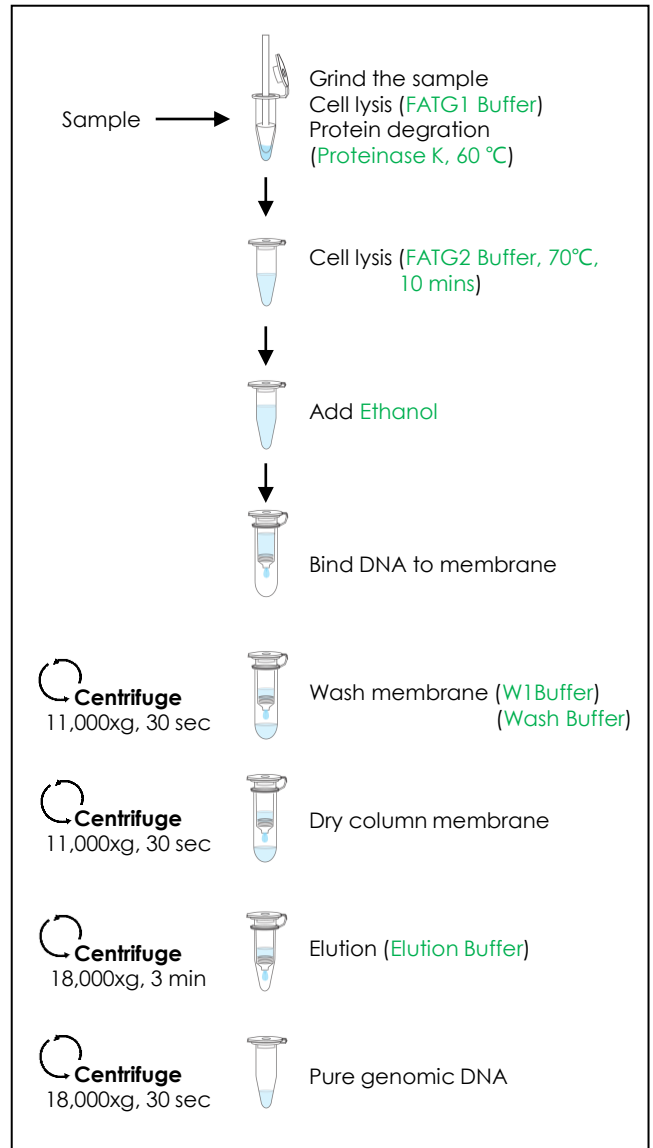 Sample
Grind the sample
Cell lysis (FATG1 Buffer)
Protein degration
(Proteinase K, 60 ℃)
Cell lysis (FATG2 Buffer, 70℃,
10 mins)
Add Ethanol
Bind DNA to membrane
Centrifuge
11,000xg, 30 sec
Wash membrane (W1Buffer)
(Wash Buffer)
Centrifuge
11,000xg, 30 sec
Dry column membrane
Centrifuge
18,000xg, 3 min
Elution (Elution Buffer)
Centrifuge
18,000xg, 30 sec
Pure genomic DNA